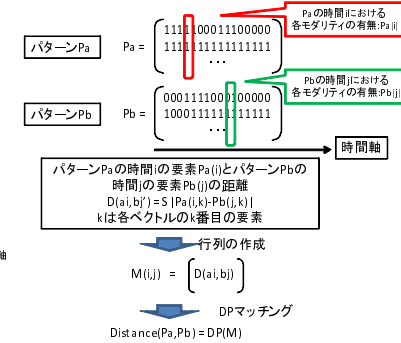 Paの時間iにおける
各モダリティの有無:Pa|i|
パターンPa
Pa =
1111100011100000
1111111111111111
...
Pbの時間jにおける
各モダリティの有無:Pb|j|
パターンPb
Pb =
0001111000100000
1000111111111111
...
時間軸
パターンPaの時間iの要素Pa(i)とパターンPbの
時間jの要素Pb(j)の距離
D(ai,bj')=S|Pa(i,k)-Pb(j,k)|
kは各ベクトルのk番目の要素
軸
行列の作成
M(i,j) = D(ai,bj)
DPマッチング
Distance(Pa,Pb)=DP(M)